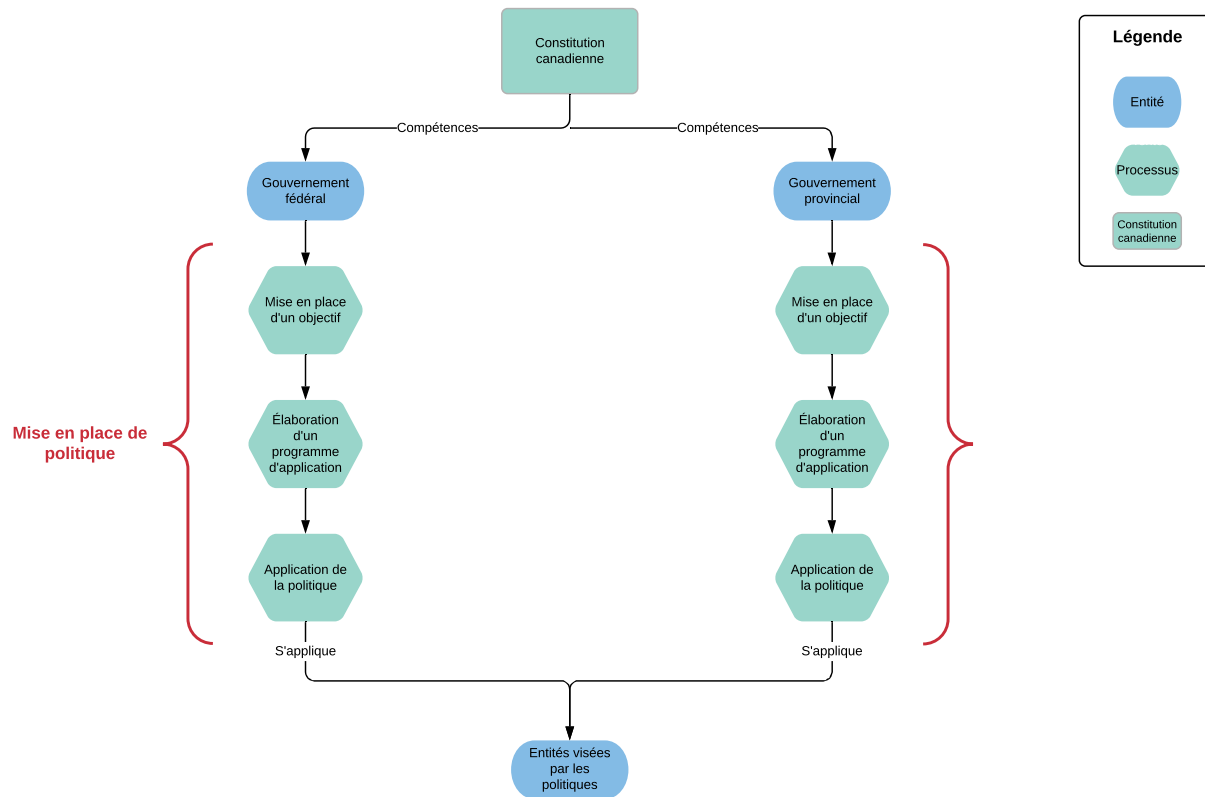 Constitution
canadienne
Légende
Entité
Processus
Constitution
canadienne
Compétences
Compétences
Gouvernement
fédéral
Gouvernement
provincial
Mise en place
d'un objectif
Mise en place
d'un objectif
Mise en place de
politique
Élaboration
d'un
programme
d'application
Élaboration
d'un
programme
d'application
Application de
la politique
Application de
la politique
S'applique
S'applique
Entités visées
par les
politiques